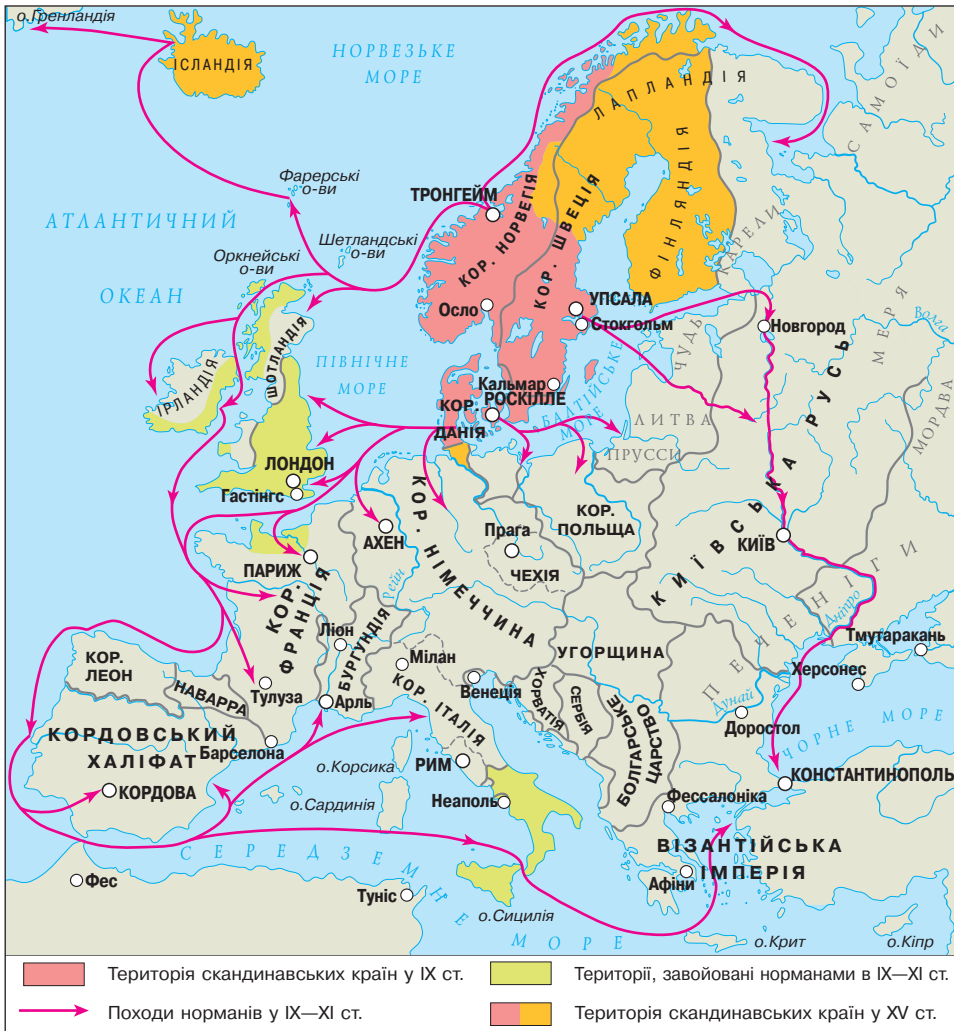 о.Гренландія
ІСЛАНДІЯ
НОРВЕЗЬКЕ
МОРЕ
ЛАПЛАНДІЯ
САМОЇДИ
Фарерські
о-ви
ТРОНГЕЙМ
АТЛАНТИЧНИЙ
ОКЕАН
Шетландські
о-ви
Оркнейські
о-ви
КОР. НОРВЕГІЯ
КОР. ШВЕЦІЯ
ФІНЛЯНДІЯ
КАРЕЛИ
Осло
УПСАЛА
Стокгольм
ЧУДЬ
Новгород
МЕРЯ
Волга
ШОТЛАНДІЯ
ІРЛАНДІЯ
ПІВНІЧНЕ
МОРЕ
Кальмар
РОСКІЛЛЕ
КОР.
ДАНІЯ
БАЛТІЙСЬКЕ
МОРЕ
ЛИТВА
ПРУССИ
МОРДВА
КИЇВСЬКА РУСЬ
ЛОНДОН
Гастінгс
АХЕН
КОР. НІМЕЧЧИНА
Прага
ЧЕХІЯ
КОР.
ПОЛЬЩА
КИЇВ
ПАРИЖ
Рейн
КОР.
ФРАНЦІЯ
Дніпро
ПЕЧЕНІГИ
Тмутаракань
Ліон
БУРГУНДІЯ
Мілан
УГОРЩИНА
Херсонес
КОР.
ЛЕОН
НАВАРРА
Тулуза
Арль
КОР. ІТАЛІЯ
Венеція
ХОРВАТІЯ
СЕРБІЯ
БОЛГАРСЬКЕ
ЦАРСТВО
Дунай
Доростол
ЧОРНЕ МОРЕ
КОРДОВСЬКИЙ
ХАЛІФАТ
Барселона
о.Корсика
РИМ
КОРДОВА
о.Сардинія
Неаполь
Фессалоніка
КОНСТАНТИНОПОЛЬ
ВІЗАНТІЙСЬКА
ІМПЕРІЯ
СЕРЕДЗЕМНЕ
МОРЕ
Фес
Туніс
о.Сицилія
Афіни
о.Крит
о.Кіпр
Територія скандинавських країн у IX ст.
Території, завойовані норманами в IX—XI ст.
Походи норманів у IX—XI ст.
Територія скандинавських країн у XV ст.